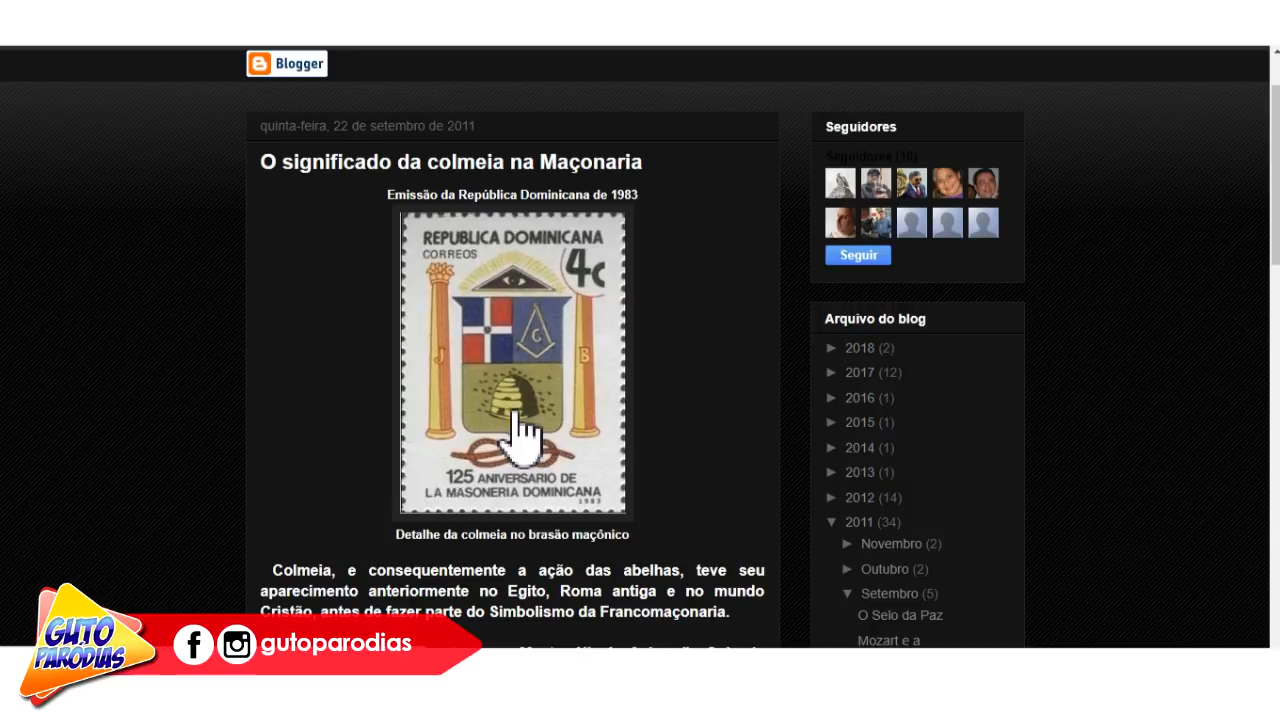 Blogger
quinta-feira, 22 de setembro de 2011
O significado da colmeia na Maçonaria
Emissão da República Dominicana de 1983
REPUBLICA DOMINICANA
CORREOS
4c
C
J
B
125 ANIVERSARIO DE
LA MASONERIA DOMINICANA
1983
Detalhe da colmeia no brasão maçônico
Colmeia, e consequentemente a ação das abelhas, teve seu
aparecimento anteriormente no Egito, Roma antiga e no mundo
Cristão, antes de fazer parte do Simbolismo da Francomaçonaria.
Seguidores
Seguidores (10)
Seguir
Arquivo do blog
► 2018 (2)
► 2017 (12)
► 2016 (1)
► 2015 (1)
► 2014 (1)
► 2013 (1)
► 2012 (14)
▼ 2011 (34)
► Novembro (2)
► Outubro (2)
▼ Setembro (5)
O Selo da Paz
Mozart e a
GUTO
PARODIAS
gutoparodias